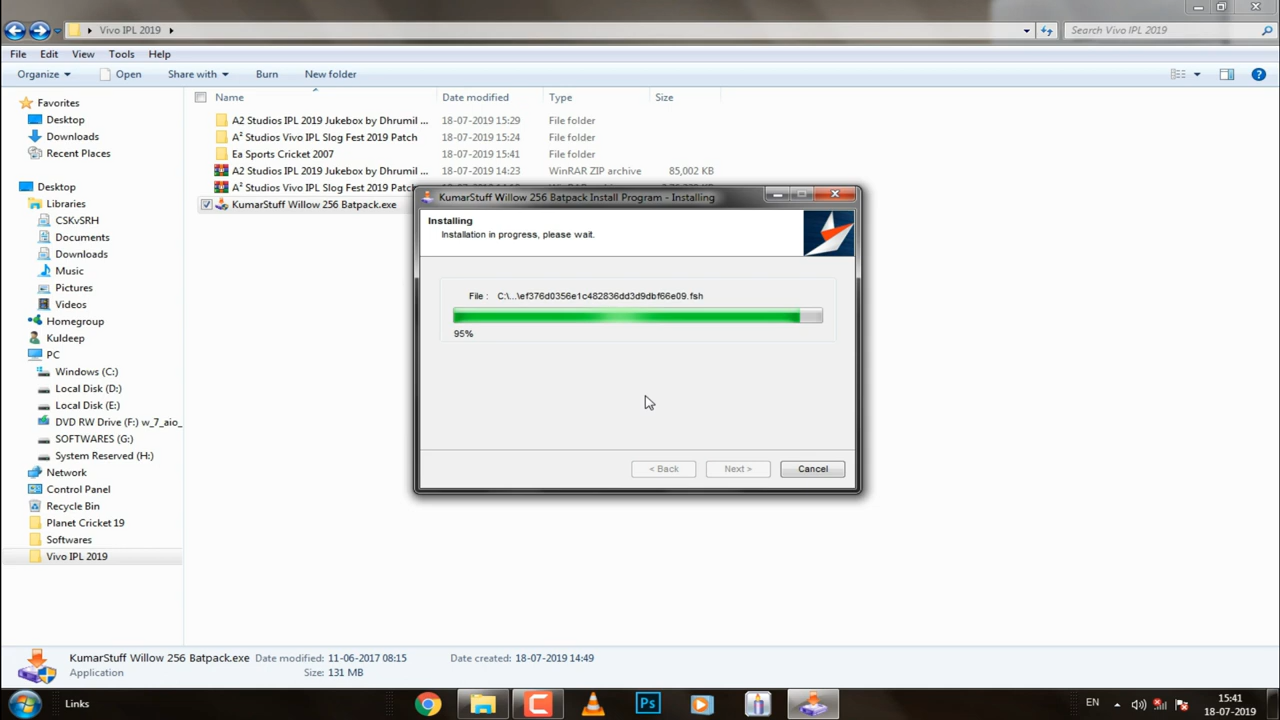 Vivo IPL 2019
Search Vivo IPL 2019
File Edit View Tools Help
Organize Open Share with Burn New folder
Name Date modified Type Size
Favorites
Desktop
Downloads
Recent Places
Desktop
Libraries
CSKvSRH
Documents
Downloads
Music
Pictures
Videos
Homegroup
Kuldeep
PC
Windows (C:)
Local Disk (D:)
Local Disk (E:)
DVD RW Drive (F:) w_7_aio_
SOFTWARES (G:)
System Reserved (H:)
Network
Control Panel
Recycle Bin
Planet Cricket 19
Softwares
Vivo IPL 2019
A2 Studios IPL 2019 Jukebox by Dhrumil ... 18-07-2019 15:29 File folder
A² Studios Vivo IPL Slog Fest 2019 Patch 18-07-2019 15:24 File folder
Ea Sports Cricket 2007 18-07-2019 15:41 File folder
A2 Studios IPL 2019 Jukebox by Dhrumil ... 18-07-2019 14:23 WinRAR ZIP archive 85,002 KB
A² Studios Vivo IPL Slog Fest 2019 Patch
KumarStuff Willow 256 Batpack.exe
KumarStuff Willow 256 Batpack Install Program - Installing
Installing
Installation in progress, please wait.
File : C:\...\ef376d0356e1c482836dd3d9dbf66e09.fsh
95%
< Back Next > Cancel
KumarStuff Willow 256 Batpack.exe Date modified: 11-06-2017 08:15 Date created: 18-07-2019 14:49
Application Size: 131 MB
Links
Ps
EN
15:41
18-07-2019